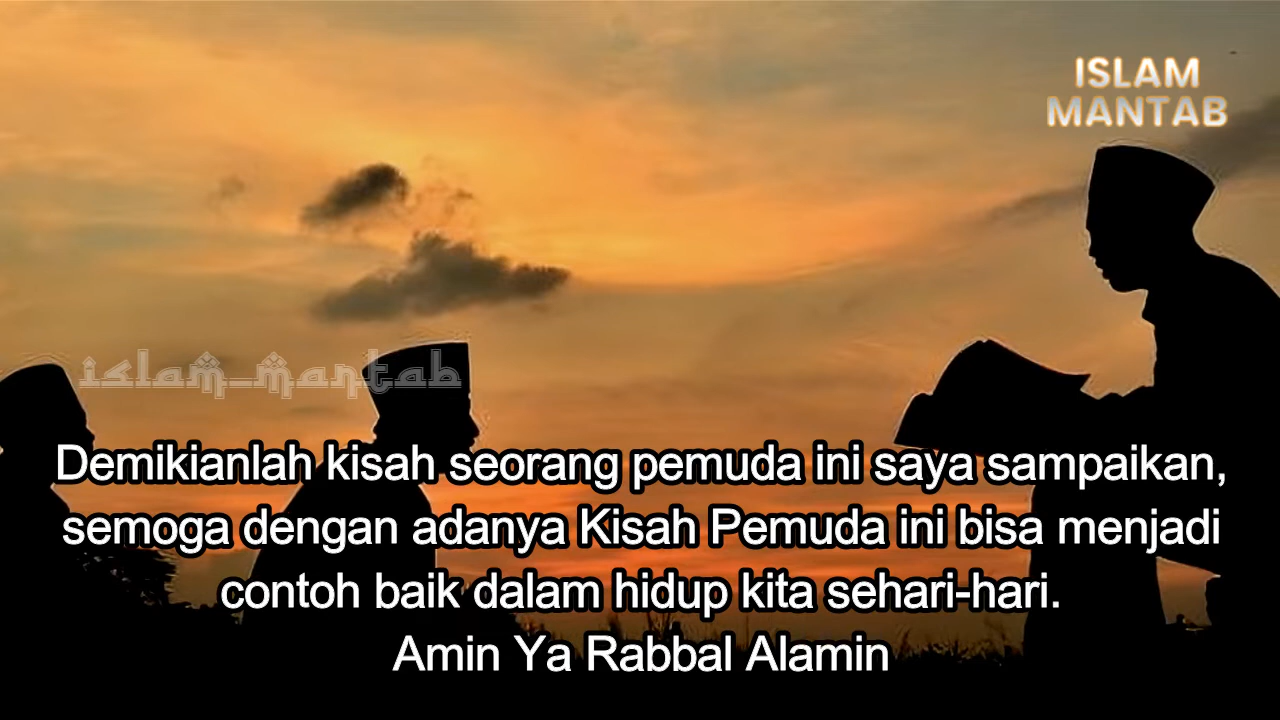 ISLAM
MANTAB
islam_mantab
Demikianlah kisah seorang pemuda ini saya sampaikan,
semoga dengan adanya Kisah Pemuda ini bisa menjadi
contoh baik dalam hidup kita sehari-hari.
Amin Ya Rabbal Alamin